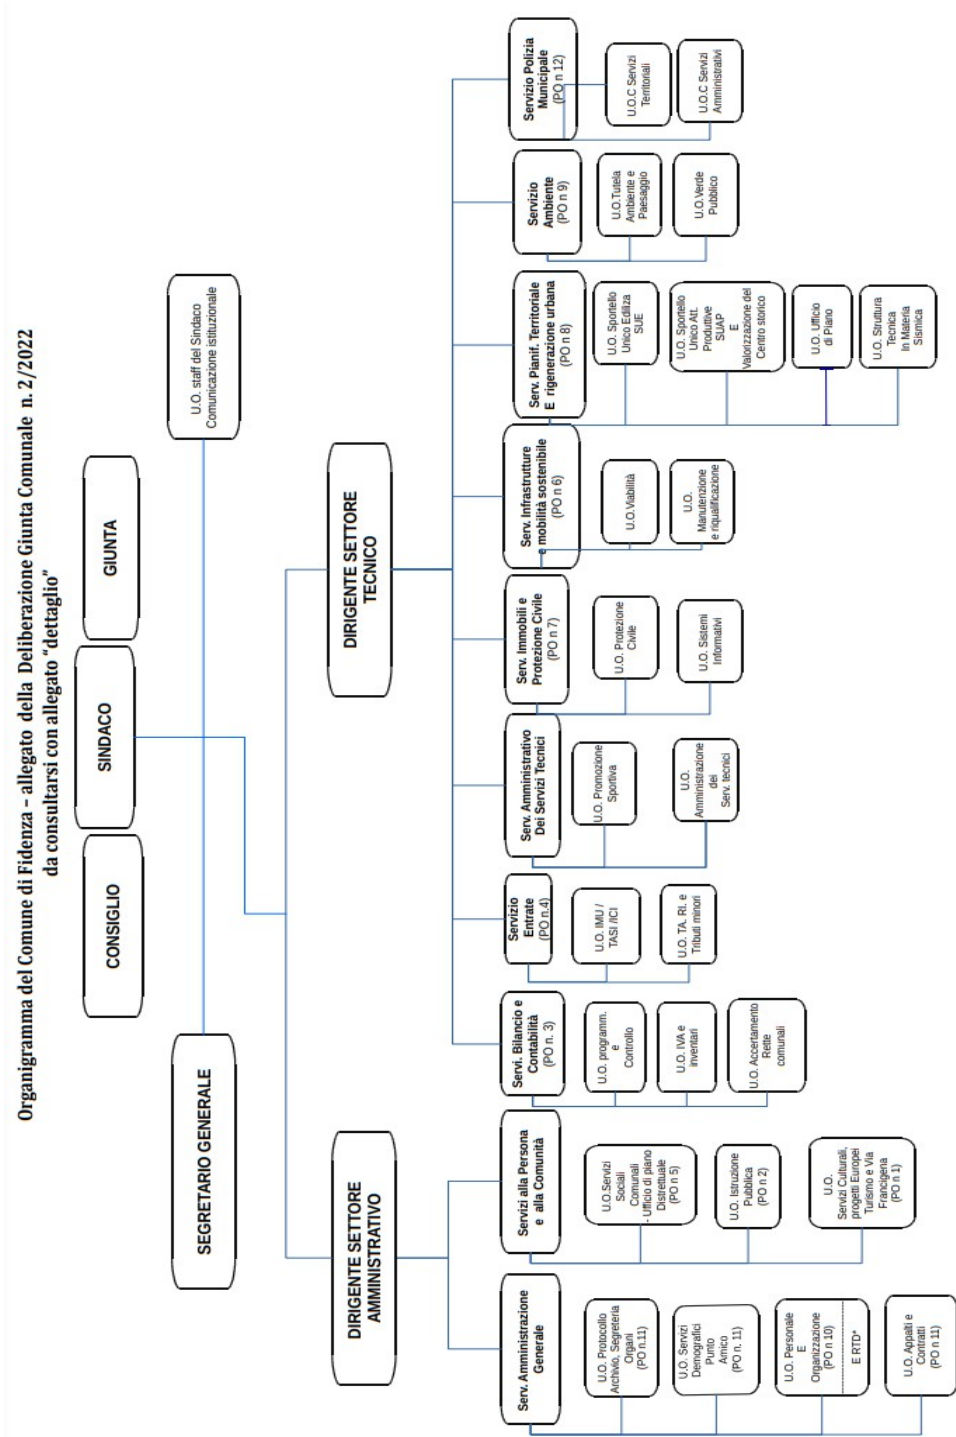 Organigramma del Comune di Fidenza – allegato della Deliberazione Giunta Comunale n. 2/2022
da consultarsi con allegato “dettaglio”
CONSIGLIO
SINDACO
GIUNTA
SEGRETARIO GENERALE
U.O. staff del Sindaco
Comunicazione istituzionale
DIRIGENTE SETTORE
AMMINISTRATIVO
DIRIGENTE SETTORE
TECNICO
Serv. Amministrazione
Generale
U.O. Protocollo
Archivio, Segreteria
Organi
(PO n.11)
U.O. Servizi
Demografici
Punto
Amico
(PO n. 11)
U.O. Personale
E
Organizzazione
(PO n 10)
E RTD*
U.O. Appalti e
Contratti
(PO n 11)
Servizi alla Persona
e alla Comunità
U.O.Servizi
Sociali
Comunali
- Ufficio di piano
Distrettuale
(PO n 5)
U.O. Istruzione
Pubblica
(PO n 2)
U.O.
Servizi Culturali,
progetti Europei
Turismo e Via
Francigena
(PO n 1)
Servi. Bilancio e
Contabilità
(PO n. 3)
U.O. programm.
e
Controllo
U.O. IVA e
inventari
U.O. Accertamento
Rette
comunali
Servizio
Entrate
(PO n.4)
U.O. IMU /
TASI /ICI
U.O. TA. RI. e
Tributi minori
Serv. Amministrativo
Dei Servizi Tecnici
U.O. Promozione
Sportiva
U.O.
Amministrazione
dei
Serv. tecnici
Serv. Immobili e
Protezione Civile
(PO n 7)
U.O. Protezione
Civile
U.O. Sistemi
Informativi
Serv. Infrastrutture
e mobilità sostenibile
(PO n 6)
U.O.Viabilità
U.O.
Manutenzione
e riqualificazione
Serv. Pianif. Territoriale
E rigenerazione urbana
(PO n 8)
U.O. Sportello
Unico Ediliza
SUE
U.O. Sportello
Unico Att.
Produttive
SUAP
E
Valorizzazione del
Centro storico
U.O. Ufficio
di Piano
U.O. Struttura
Tecnica
In Materia
Sismica
Servizio
Ambiente
(PO n 9)
U.O.Tutela
Ambiente e
Paesaggio
U.O.Verde
Pubblico
Servizio Polizia
Municipale
(PO n 12)
U.O.C Servizi
Territoriali
U.O.C Servizi
Amministrativi